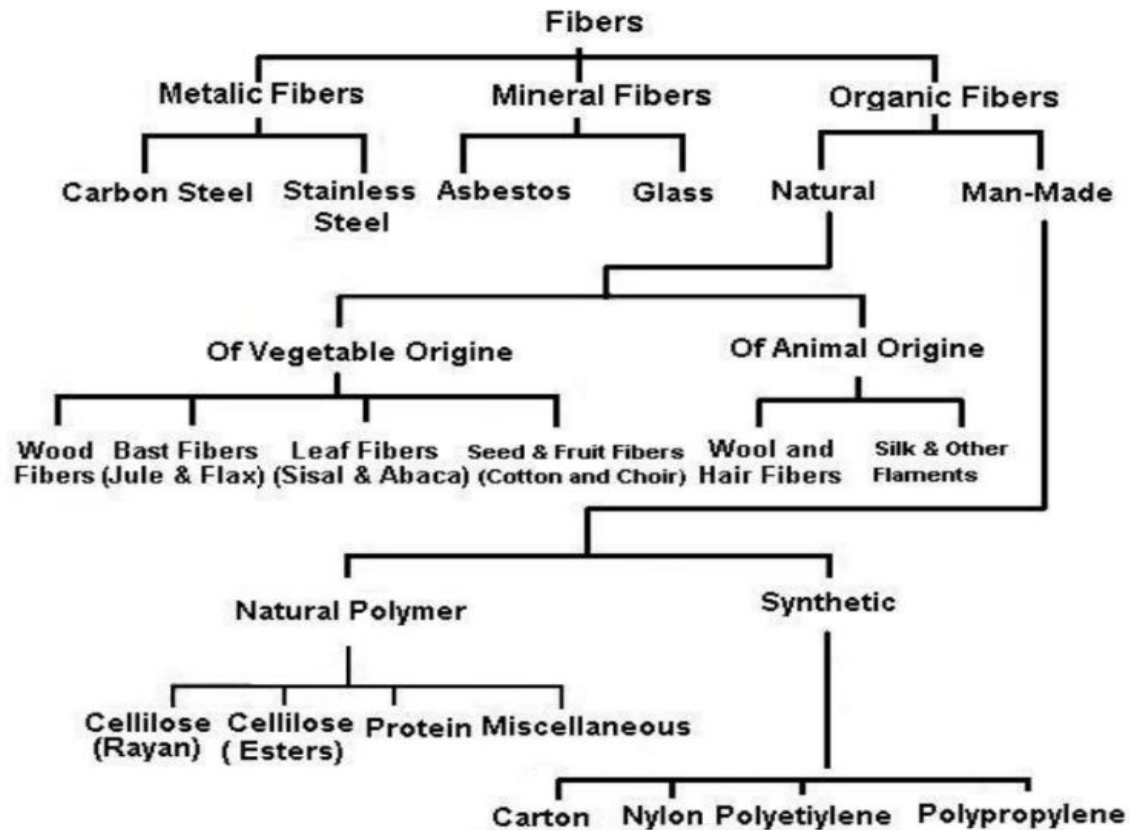 Fibers
Metalic Fibers
Mineral Fibers
Organic Fibers
Carbon Steel
Stainless
Steel
Asbestos
Glass
Natural
Man-Made
Of Vegetable Origine
Of Animal Origine
Wood
Fibers
Bast Fibers
(Jule & Flax)
Leaf Fibers
(Sisal & Abaca)
Seed & Fruit Fibers
(Cotton and Choir)
Wool and
Hair Fibers
Silk & Other
Flaments
Natural Polymer
Synthetic
Cellilose
(Rayan)
Cellilose
( Esters)
Protein
Miscellaneous
Carton
Nylon
Polyetiylene
Polypropylene